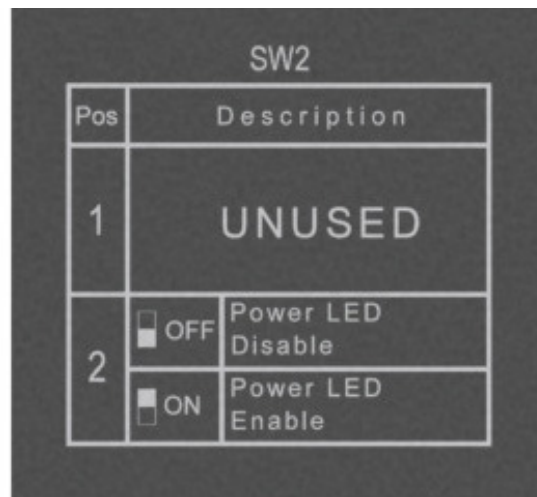 SW2
Pos Description
1 UNUSED
2 OFF Power LED
Disable
ON Power LED
Enable